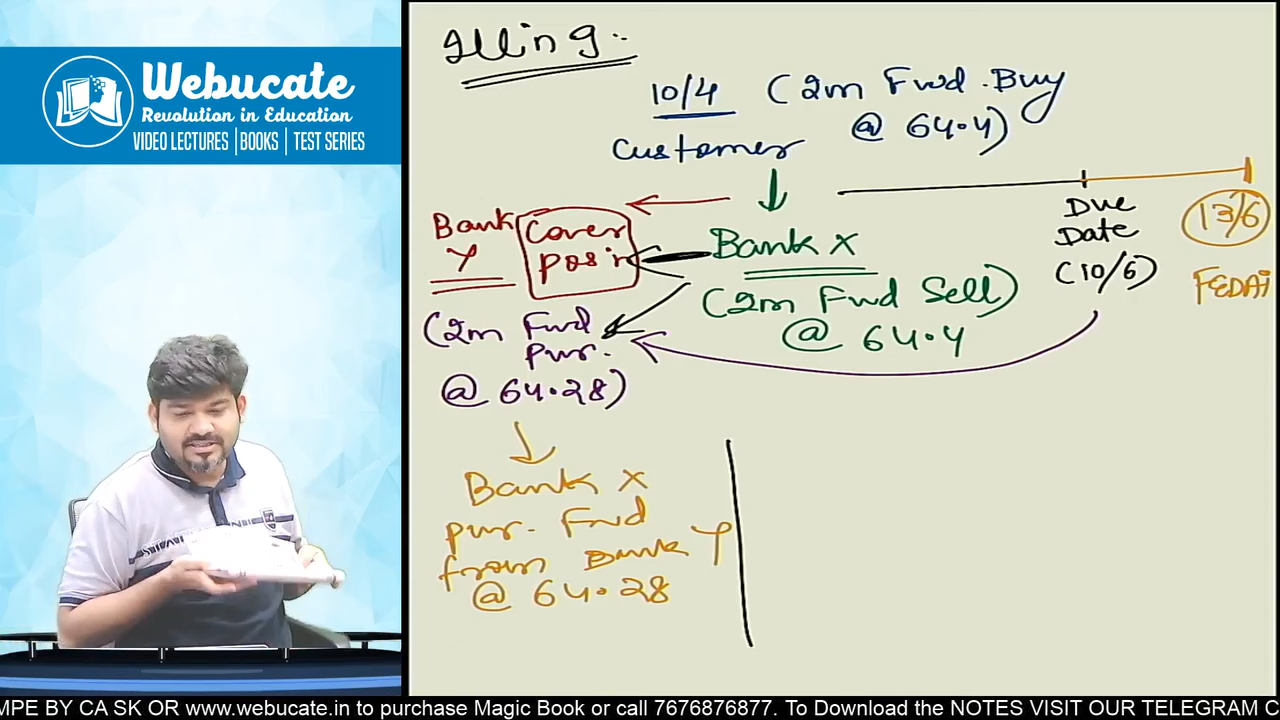 Webucate
Revolution in Education
VIDEO LECTURES | BOOKS | TEST SERIES
Illin 9.
10/4 (2m Fwd. Buy
@ 64.4)
Customer
Bank X
(2m Fwd Sell)
@ 64.4
Due
Date
(10/6)
13/6
FEDAI
Bank
Y
Cover
posin
(2m Fwd
pur.
@ 64.28)
Bank X
pur. Fwd
from Bank Y
@ 64.28
MPE BY CA SK OR www.webucate.in to purchase Magic Book or call 7676876877. To Download the NOTES VISIT OUR TELEGRAM C